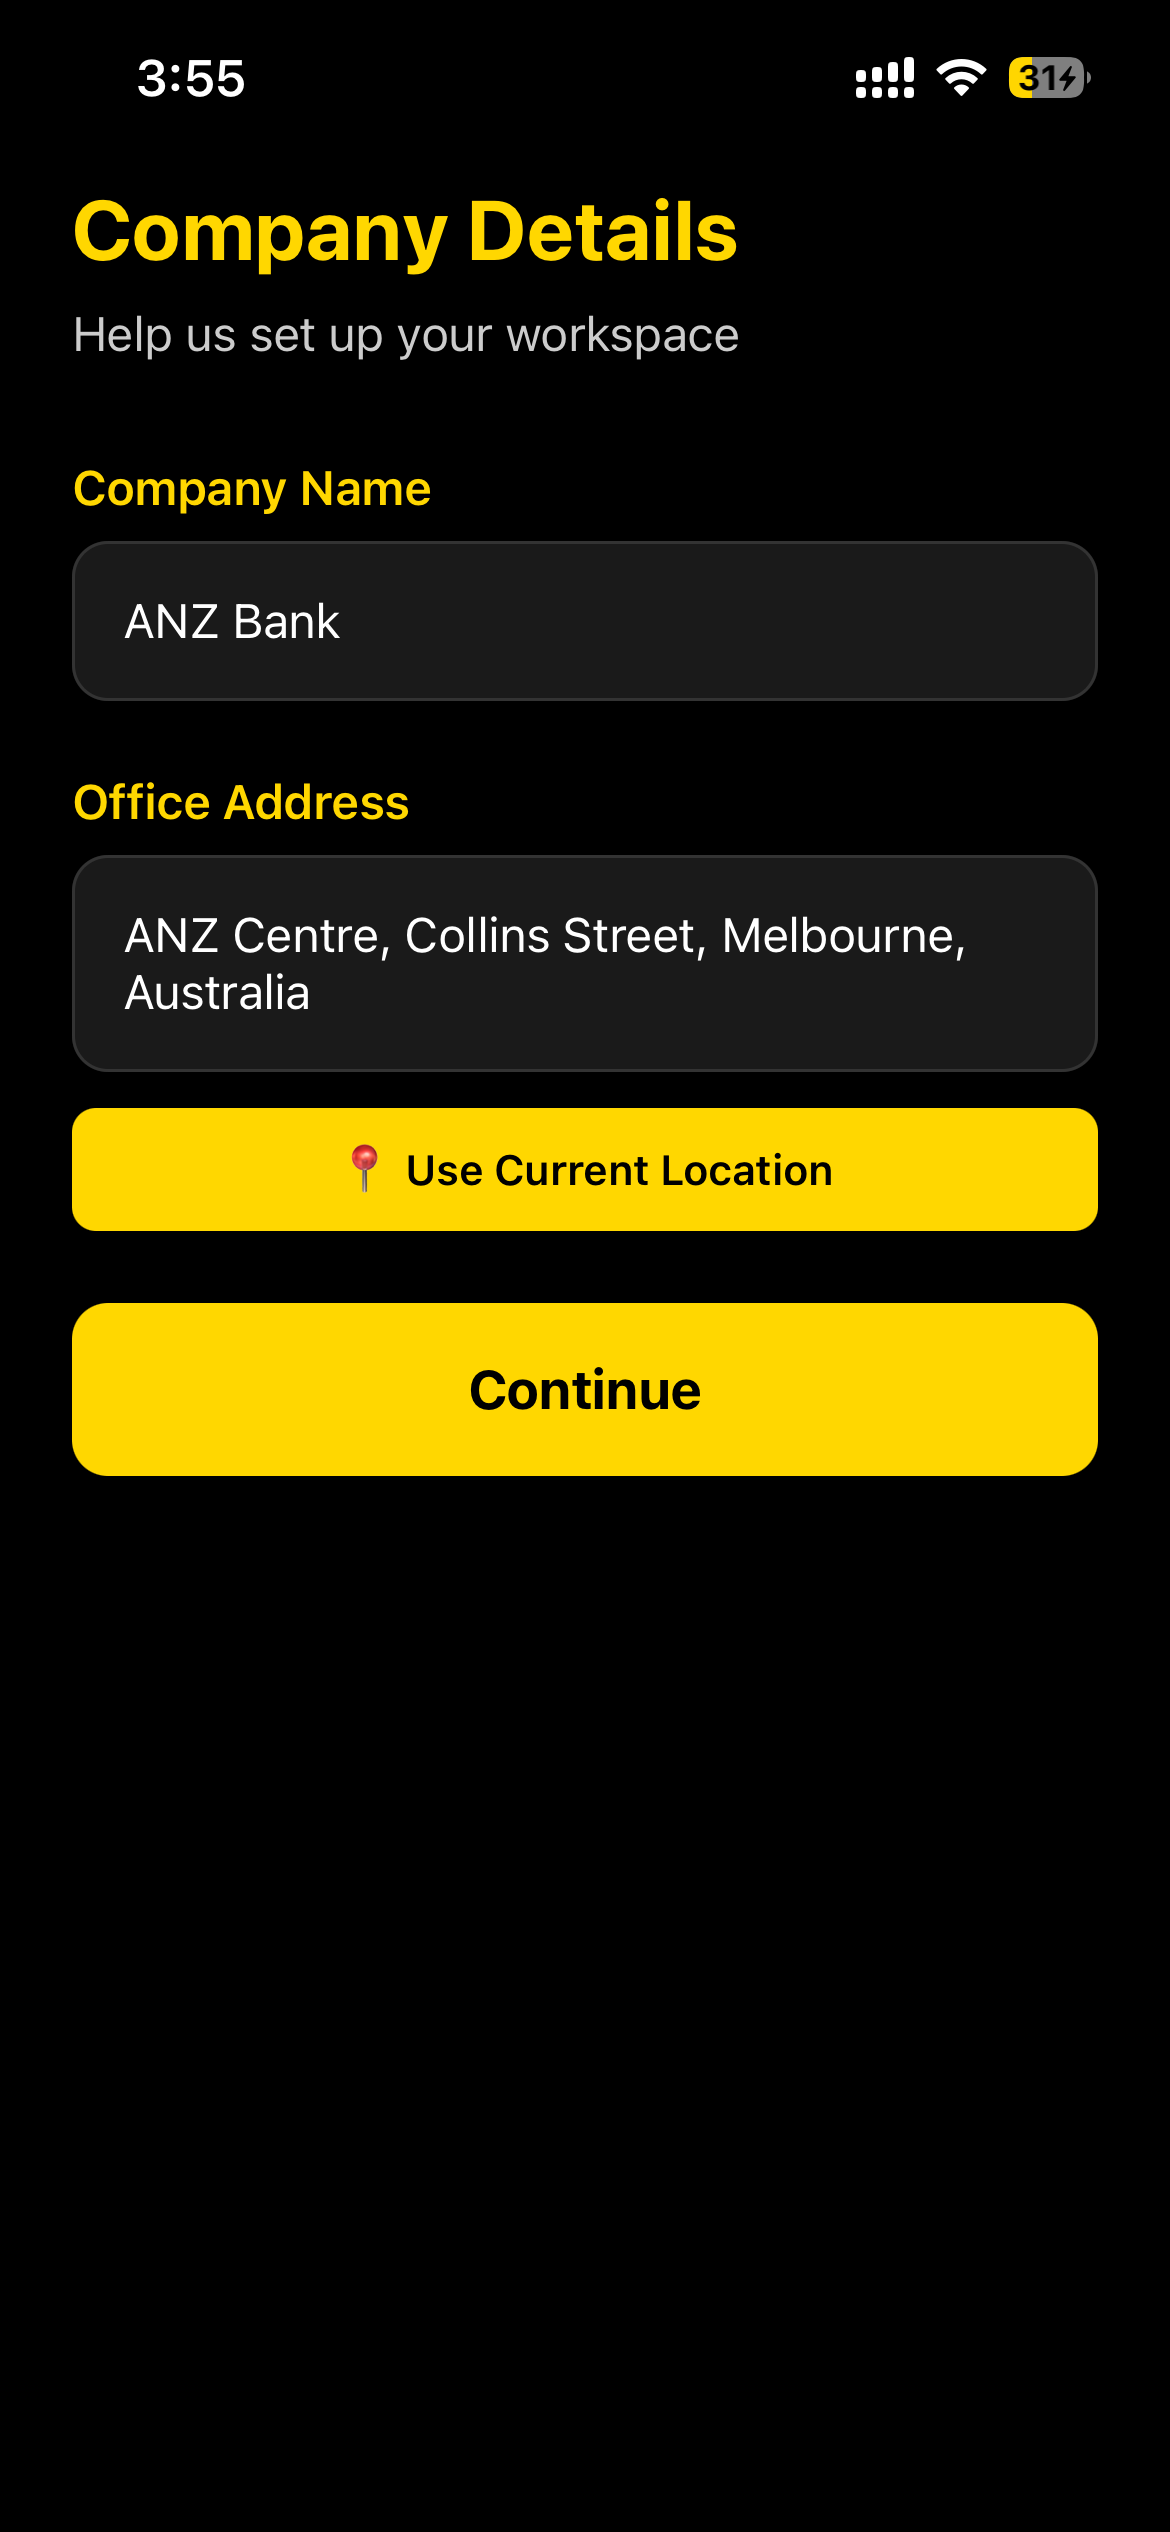 3:55
31
Company Details
Help us set up your workspace
Company Name
ANZ Bank
Office Address
ANZ Centre, Collins Street, Melbourne,
Australia
📍 Use Current Location
Continue